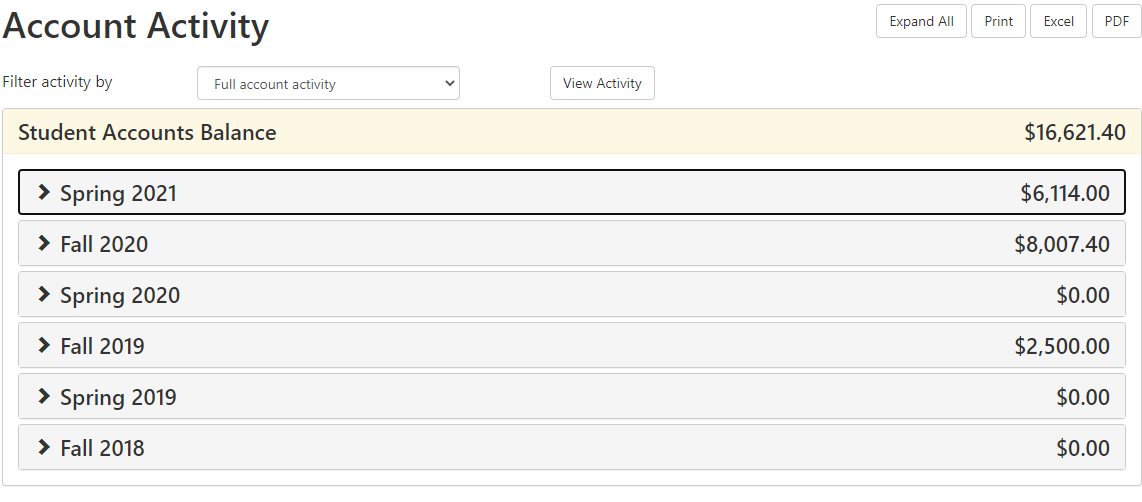 Account Activity
Expand All Print Excel PDF
Filter activity by Full account activity View Activity
Student Accounts Balance $16,621.40
Spring 2021 $6,114.00
Fall 2020 $8,007.40
Spring 2020 $0.00
Fall 2019 $2,500.00
Spring 2019 $0.00
Fall 2018 $0.00